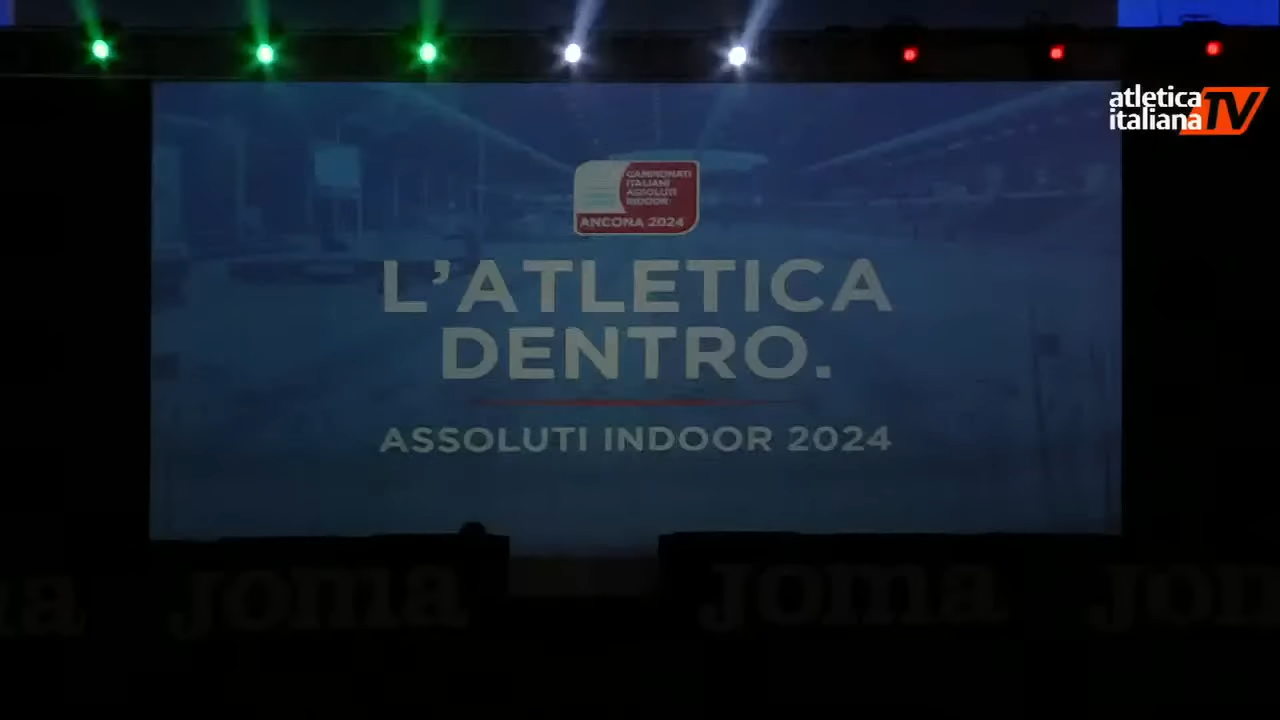 atletica
italiana TV
CAMPIONATI
ITALIANI
ASSOLUTI
INDOOR
ANCONA 2024
L'ATLETICA
DENTRO.
ASSOLUTI INDOOR 2024
Joma Joma